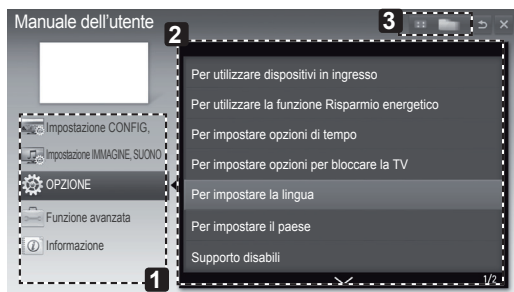 Manuale dell'utente
3
2
Impostazione CONFIG,
Impostazione IMMAGINE, SUONO
OPZIONE
Funzione avanzata
Informazione
1
Per utilizzare dispositivi in ingresso
Per utilizzare la funzione Risparmio energetico
Per impostare opzioni di tempo
Per impostare opzioni per bloccare la TV
Per impostare la lingua
Per impostare il paese
Supporto disabili
1/2